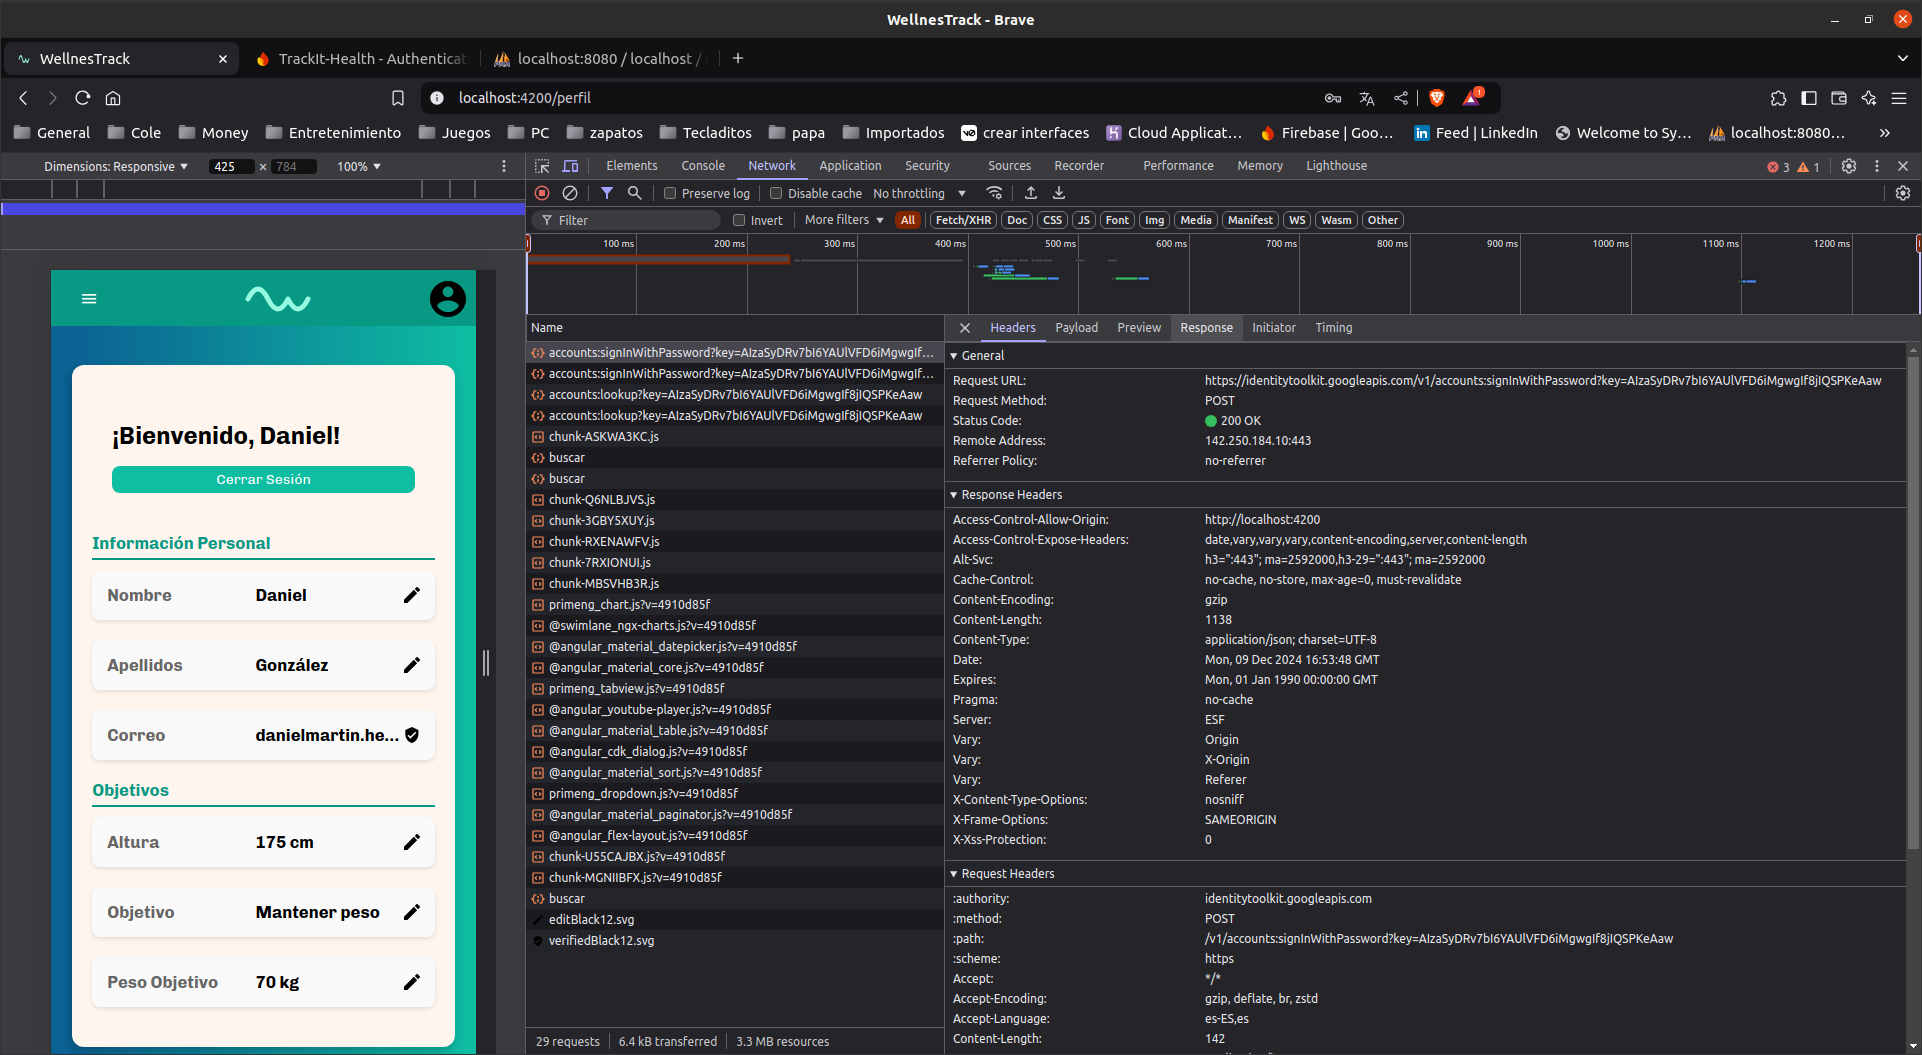 WellnesTrack - Brave
WellnesTrack
TrackIt-Health - Authenticat
localhost:8080 / localhost /
localhost:4200/perfil
1
General
Cole
Money
Entretenimiento
Juegos
PC
zapatos
Tecladitos
papa
Importados
crear interfaces
Cloud Applicat...
Firebase | Goo...
Feed | LinkedIn
Welcome to Sy...
localhost:8080...
»
Dimensions: Responsive
425
×
784
100%
Elements
Console
Network
Application
Security
Sources
Recorder
Performance
Memory
Lighthouse
3
1
Preserve log
Disable cache
No throttling
Filter
Invert
More filters
All
Fetch/XHR
Doc
CSS
JS
Font
Img
Media
Manifest
WS
Wasm
Other
100 ms
200 ms
300 ms
400 ms
500 ms
600 ms
700 ms
800 ms
900 ms
1000 ms
1100 ms
1200 ms
¡Bienvenido, Daniel!
Cerrar Sesión
Información Personal
Nombre
Daniel
Apellidos
González
Correo
danielmartin.he...
Objetivos
Altura
175 cm
Objetivo
Mantener peso
Peso Objetivo
70 kg
Name
accounts:signInWithPassword?key=AIzaSyDRv7bI6YAUlVFD6iMgwgIf...
accounts:signInWithPassword?key=AIzaSyDRv7bI6YAUlVFD6iMgwgIf...
accounts:lookup?key=AIzaSyDRv7bI6YAUlVFD6iMgwgIf8jIQSPKeAaw
accounts:lookup?key=AIzaSyDRv7bI6YAUlVFD6iMgwgIf8jIQSPKeAaw
chunk-ASKWA3KC.js
buscar
buscar
chunk-Q6NLBJVS.js
chunk-3GBY5XUY.js
chunk-RXENAWFV.js
chunk-7RXIONUI.js
chunk-MBSVHB3R.js
primeng_chart.js?v=4910d85f
@swimlane_ngx-charts.js?v=4910d85f
@angular_material_datepicker.js?v=4910d85f
@angular_material_core.js?v=4910d85f
primeng_tabview.js?v=4910d85f
@angular_youtube-player.js?v=4910d85f
@angular_material_table.js?v=4910d85f
@angular_cdk_dialog.js?v=4910d85f
@angular_material_sort.js?v=4910d85f
primeng_dropdown.js?v=4910d85f
@angular_material_paginator.js?v=4910d85f
@angular_flex-layout.js?v=4910d85f
chunk-U55CAJBX.js?v=4910d85f
chunk-MGNIIBFX.js?v=4910d85f
buscar
editBlack12.svg
verifiedBlack12.svg
29 requests
6.4 kB transferred
3.3 MB resources
Headers
Payload
Preview
Response
Initiator
Timing
General
Request URL: https://identitytoolkit.googleapis.com/v1/accounts:signInWithPassword?key=AIzaSyDRv7bI6YAUlVFD6iMgwgIf8jIQSPKeAaw
Request Method: POST
Status Code: 200 OK
Remote Address: 142.250.184.10:443
Referrer Policy: no-referrer
Response Headers
Access-Control-Allow-Origin: http://localhost:4200
Access-Control-Expose-Headers: date,vary,vary,vary,content-encoding,server,content-length
Alt-Svc: h3=":443"; ma=2592000,h3-29=":443"; ma=2592000
Cache-Control: no-cache, no-store, max-age=0, must-revalidate
Content-Encoding: gzip
Content-Length: 1138
Content-Type: application/json; charset=UTF-8
Date: Mon, 09 Dec 2024 16:53:48 GMT
Expires: Mon, 01 Jan 1990 00:00:00 GMT
Pragma: no-cache
Server: ESF
Vary: Origin
Vary: X-Origin
Vary: Referer
X-Content-Type-Options: nosniff
X-Frame-Options: SAMEORIGIN
X-Xss-Protection: 0
Request Headers
:authority: identitytoolkit.googleapis.com
:method: POST
:path: /v1/accounts:signInWithPassword?key=AIzaSyDRv7bI6YAUlVFD6iMgwgIf8jIQSPKeAaw
:scheme: https
Accept: */*
Accept-Encoding: gzip, deflate, br, zstd
Accept-Language: es-ES,es
Content-Length: 142